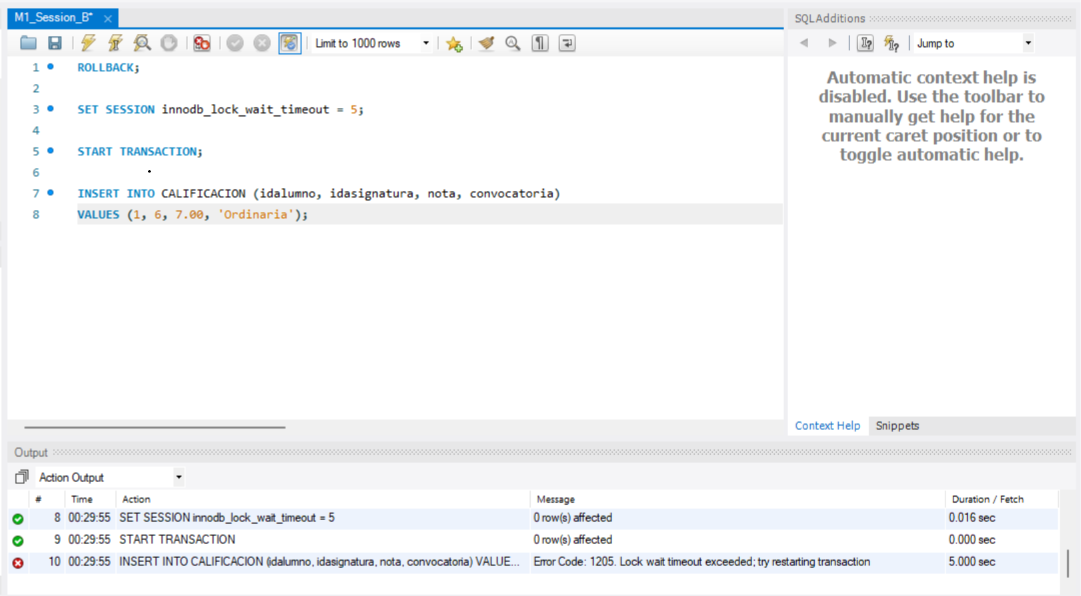 M1_Session_B* ×
Limit to 1000 rows
1 ROLLBACK;
2
3 SET SESSION innodb_lock_wait_timeout = 5;
4
5 START TRANSACTION;
6
7 INSERT INTO CALIFICACION (idalumno, idasignatura, nota, convocatoria)
8 VALUES (1, 6, 7.00, 'Ordinaria');
SQLAdditions
Jump to
Automatic context help is
disabled. Use the toolbar to
manually get help for the
current caret position or to
toggle automatic help.
Context Help Snippets
Output
Action Output
# Time Action Message Duration / Fetch
8 00:29:55 SET SESSION innodb_lock_wait_timeout = 5 0 row(s) affected 0.016 sec
9 00:29:55 START TRANSACTION 0 row(s) affected 0.000 sec
10 00:29:55 INSERT INTO CALIFICACION (idalumno, idasignatura, nota, convocatoria) VALUE... Error Code: 1205. Lock wait timeout exceeded; try restarting transaction 5.000 sec